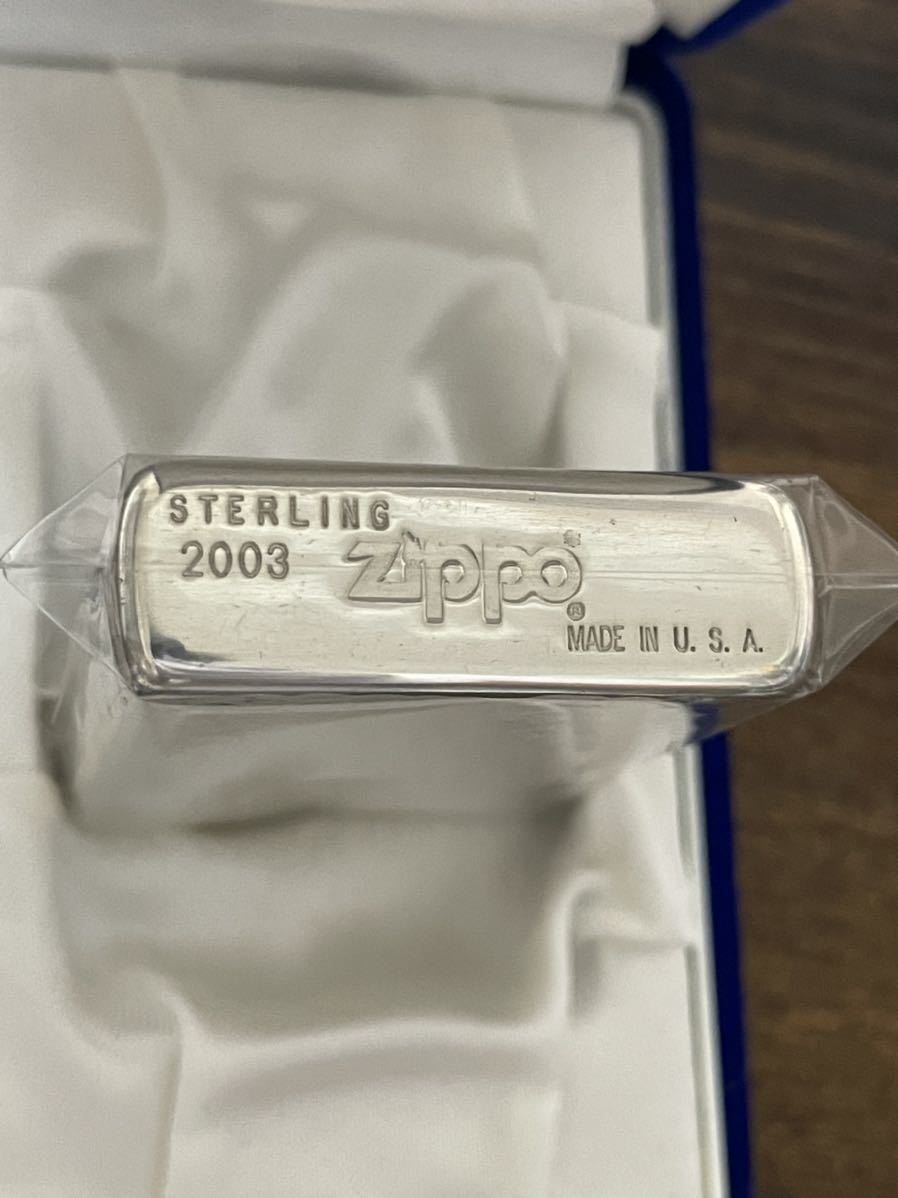 STERLING
2003
zippo®
MADE IN U. S. A.